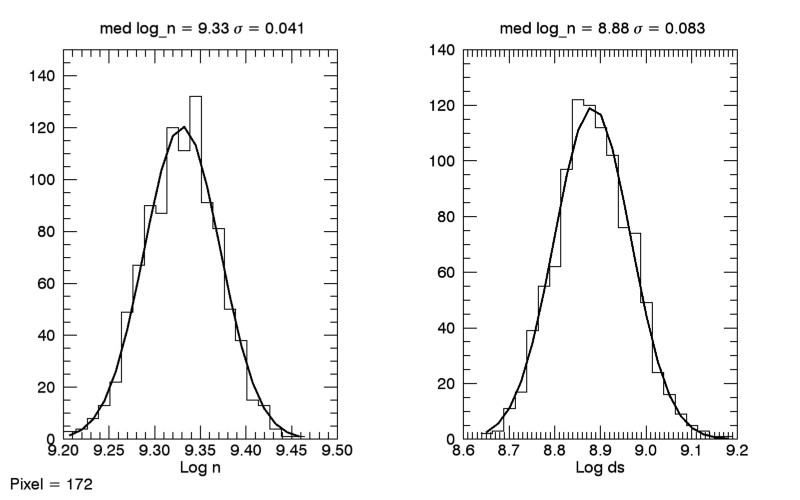 med log_n = 9.33 σ = 0.041
med log_n = 8.88 σ = 0.083
140
120
100
80
60
40
20
0
9.20 9.25 9.30 9.35 9.40 9.45 9.50
Log n
140
120
100
80
60
40
20
0
8.6 8.7 8.8 8.9 9.0 9.1 9.2
Log ds
Pixel = 172